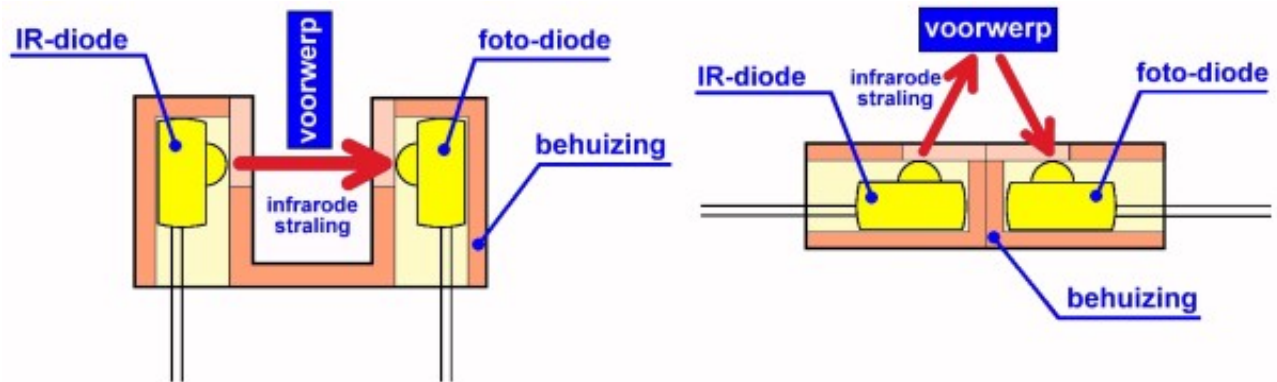 IR-diode
voorwerp
foto-diode
behuizing
infrarode
straling
voorwerp
IR-diode
infrarode
straling
foto-diode
behuizing